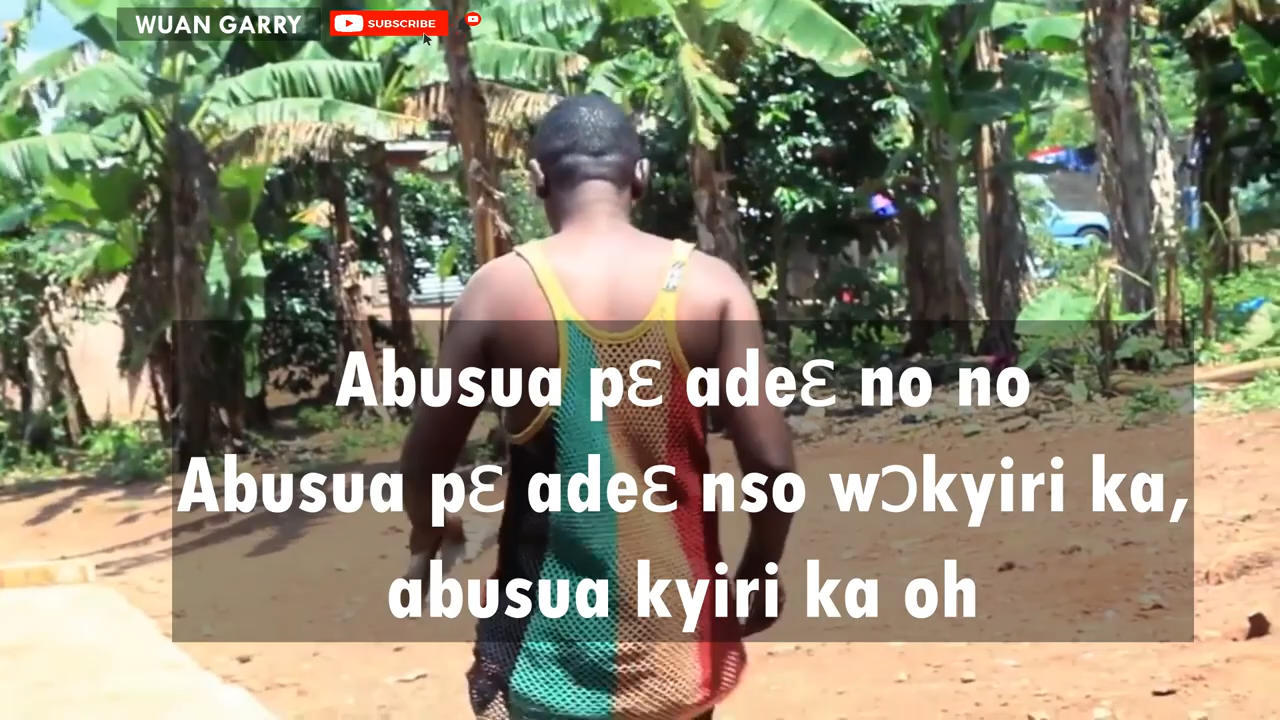 WUAN GARRY SUBSCRIBE
Abusua pɛ adeɛ no no
Abusua pɛ adeɛ nso wɔkyiri ka,
abusua kyiri ka oh